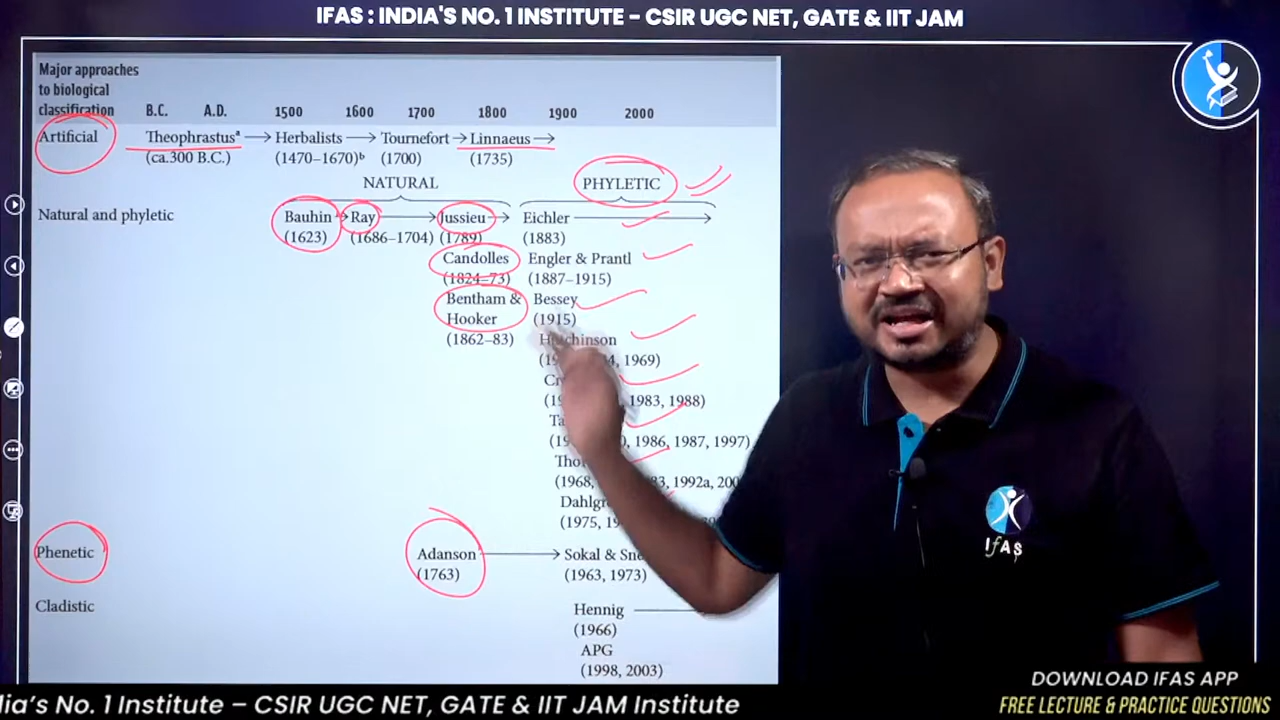 IFAS : INDIA'S NO. 1 INSTITUTE - CSIR UGC NET, GATE & IIT JAM
Major approaches
to biological
classification B.C. A.D. 1500 1600 1700 1800 1900 2000
Artificial Theophrastusª → Herbalists → Tournefort → Linnaeus →
(ca.300 B.C.) (1470–1670)ᵇ (1700) (1735)
NATURAL PHYLETIC
Natural and phyletic Bauhin → Ray → Jussieu → Eichler →
(1623) (1686–1704) (1789) (1883)
Candolles Engler & Prantl
(1824–73) (1887–1915)
Bentham & Bessey
Hooker (1915)
(1862–83) Hutchinson
1969)
1983, 1988)
1986, 1987, 1997)
(1968, 1992a,
Dahlgr
(1975,
Phenetic Adanson → Sokal &
(1763) (1963, 1973)
Cladistic Hennig
(1966)
APG
(1998, 2003)
IFAS
DOWNLOAD IFAS APP
FREE LECTURE & PRACTICE QUESTIONS
dia's No. 1 Institute – CSIR UGC NET, GATE & IIT JAM Institute